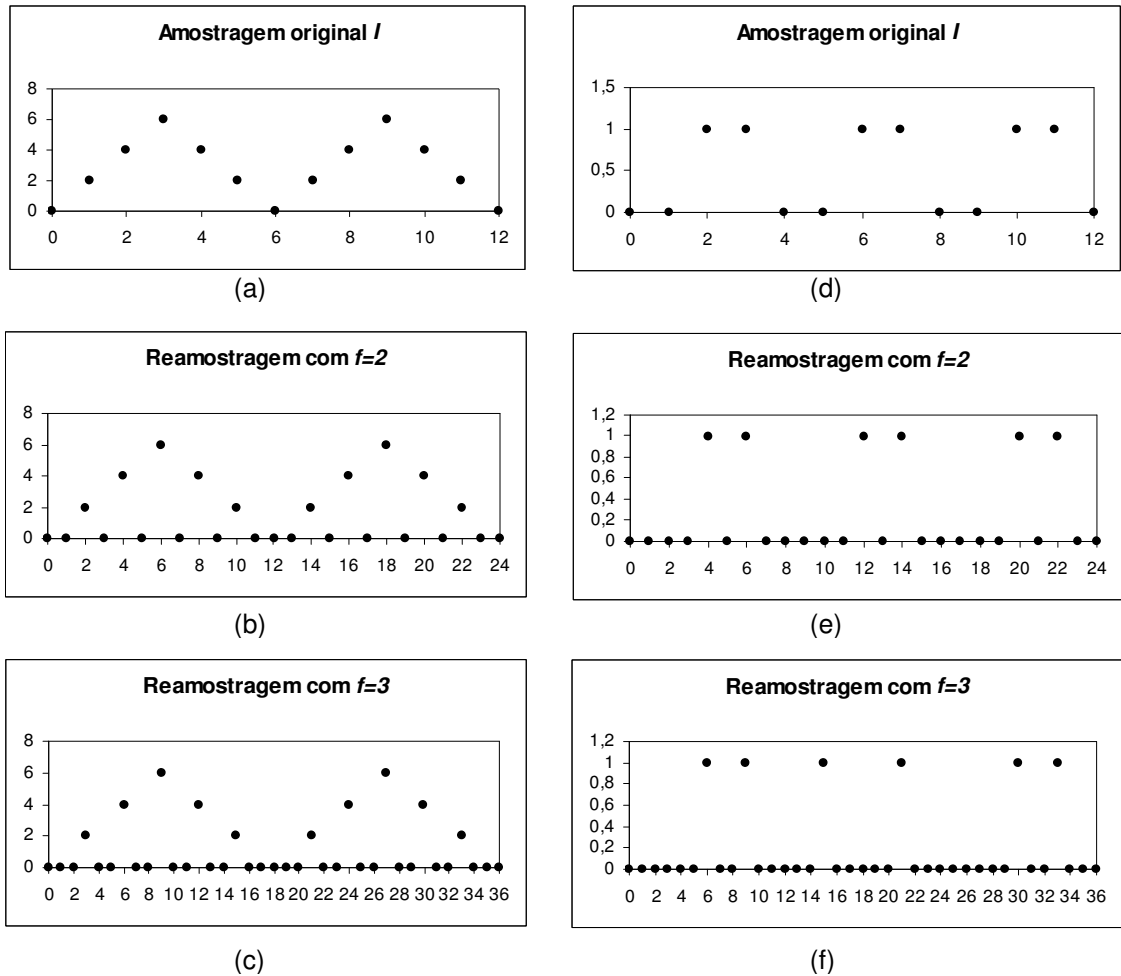 Amostragem original I
8
6
4
2
0
0 2 4 6 8 10 12
(a)
Amostragem original I
1,5
1
0,5
0
0 2 4 6 8 10 12
(d)
Reamostragem com f=2
8
6
4
2
0
0 2 4 6 8 10 12 14 16 18 20 22 24
(b)
Reamostragem com f=2
1,2
1
0,8
0,6
0,4
0,2
0
0 2 4 6 8 10 12 14 16 18 20 22 24
(e)
Reamostragem com f=3
8
6
4
2
0
0 2 4 6 8 10 12 14 16 18 20 22 24 26 28 30 32 34 36
(c)
Reamostragem com f=3
1,2
1
0,8
0,6
0,4
0,2
0
0 2 4 6 8 10 12 14 16 18 20 22 24 26 28 30 32 34 36
(f)